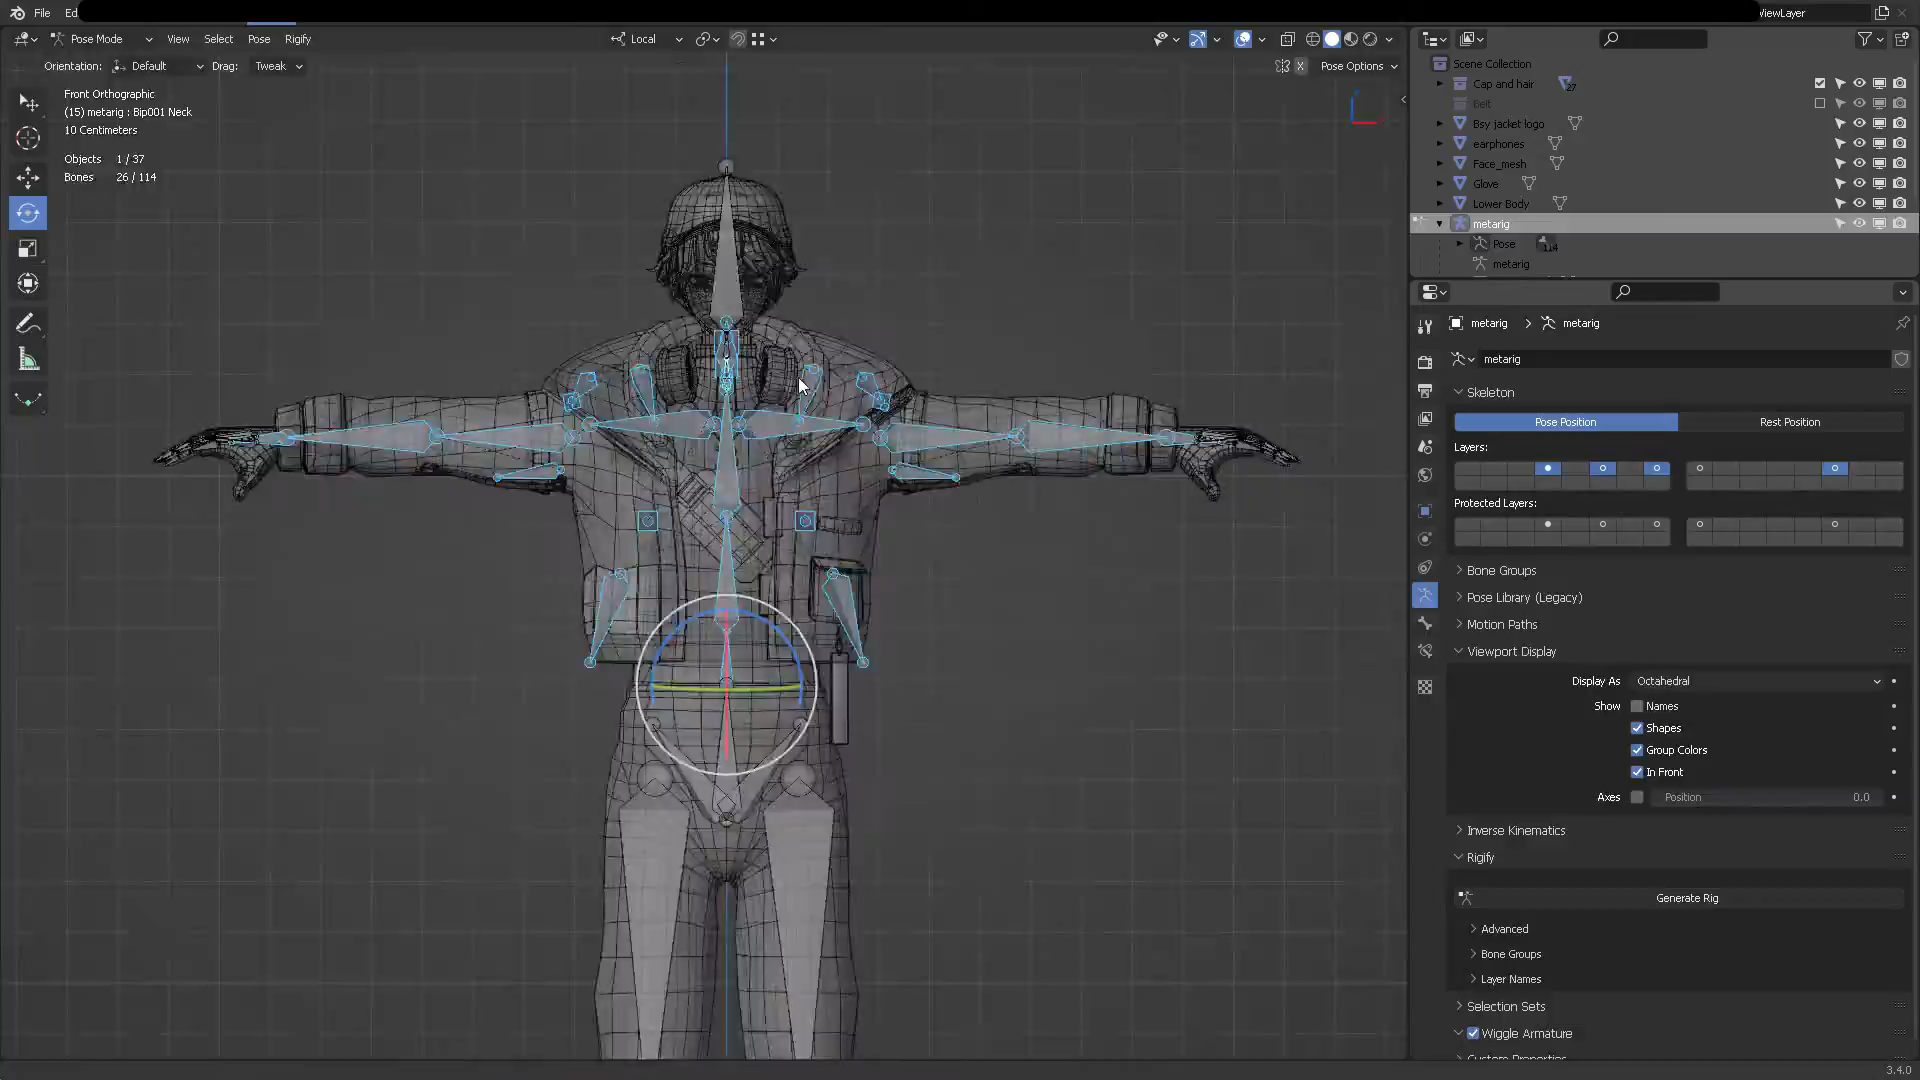 File Ed
ViewLayer
Pose Mode View Select Pose Rigify Local
Orientation: Default Drag: Tweak
X Pose Options
Front Orthographic
(15) metarig : Bip001 Neck
10 Centimeters
Objects 1 / 37
Bones 26 / 114
Scene Collection
Cap and hair 27
Belt
Bsy jacket logo
earphones
Face_mesh
Glove
Lower Body
metarig
Pose 114
metarig
metarig > metarig
metarig
Skeleton
Pose Position Rest Position
Layers:
Protected Layers:
Bone Groups
Pose Library (Legacy)
Motion Paths
Viewport Display
Display As Octahedral
Show Names
Shapes
Group Colors
In Front
Axes Position 0.0
Inverse Kinematics
Rigify
Generate Rig
Advanced
Bone Groups
Layer Names
Selection Sets
Wiggle Armature
Custom Properties
3.4.0